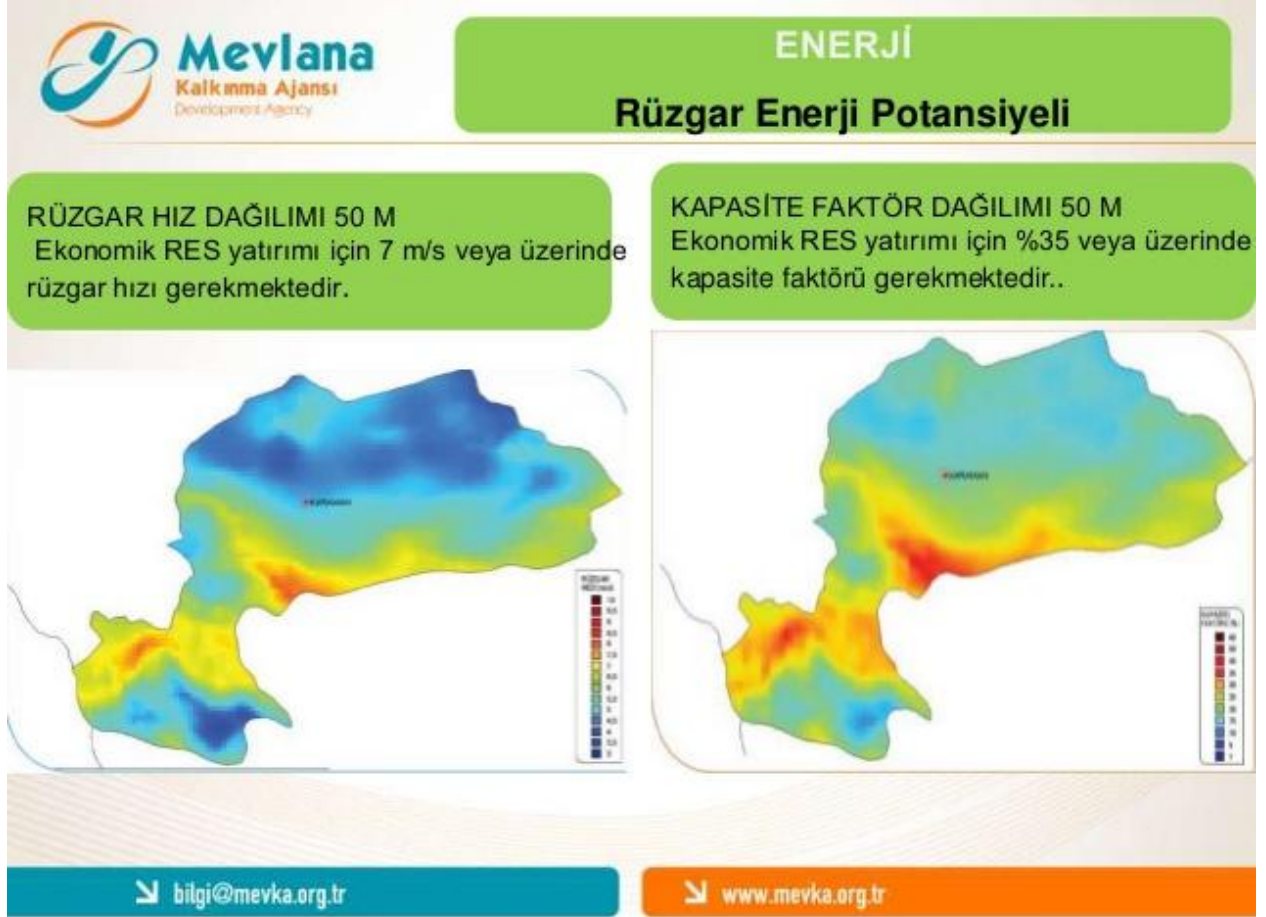 Mevlana
Kalkınma Ajansı
Development Agency
ENERJİ
Rüzgar Enerji Potansiyeli
RÜZGAR HIZ DAĞILIMI 50 M
Ekonomik RES yatırımı için 7 m/s veya üzerinde
rüzgar hızı gerekmektedir.
KAPASİTE FAKTÖR DAĞILIMI 50 M
Ekonomik RES yatırımı için %35 veya üzerinde
kapasite faktörü gerekmektedir..
bilgi@mevka.org.tr
www.mevka.org.tr